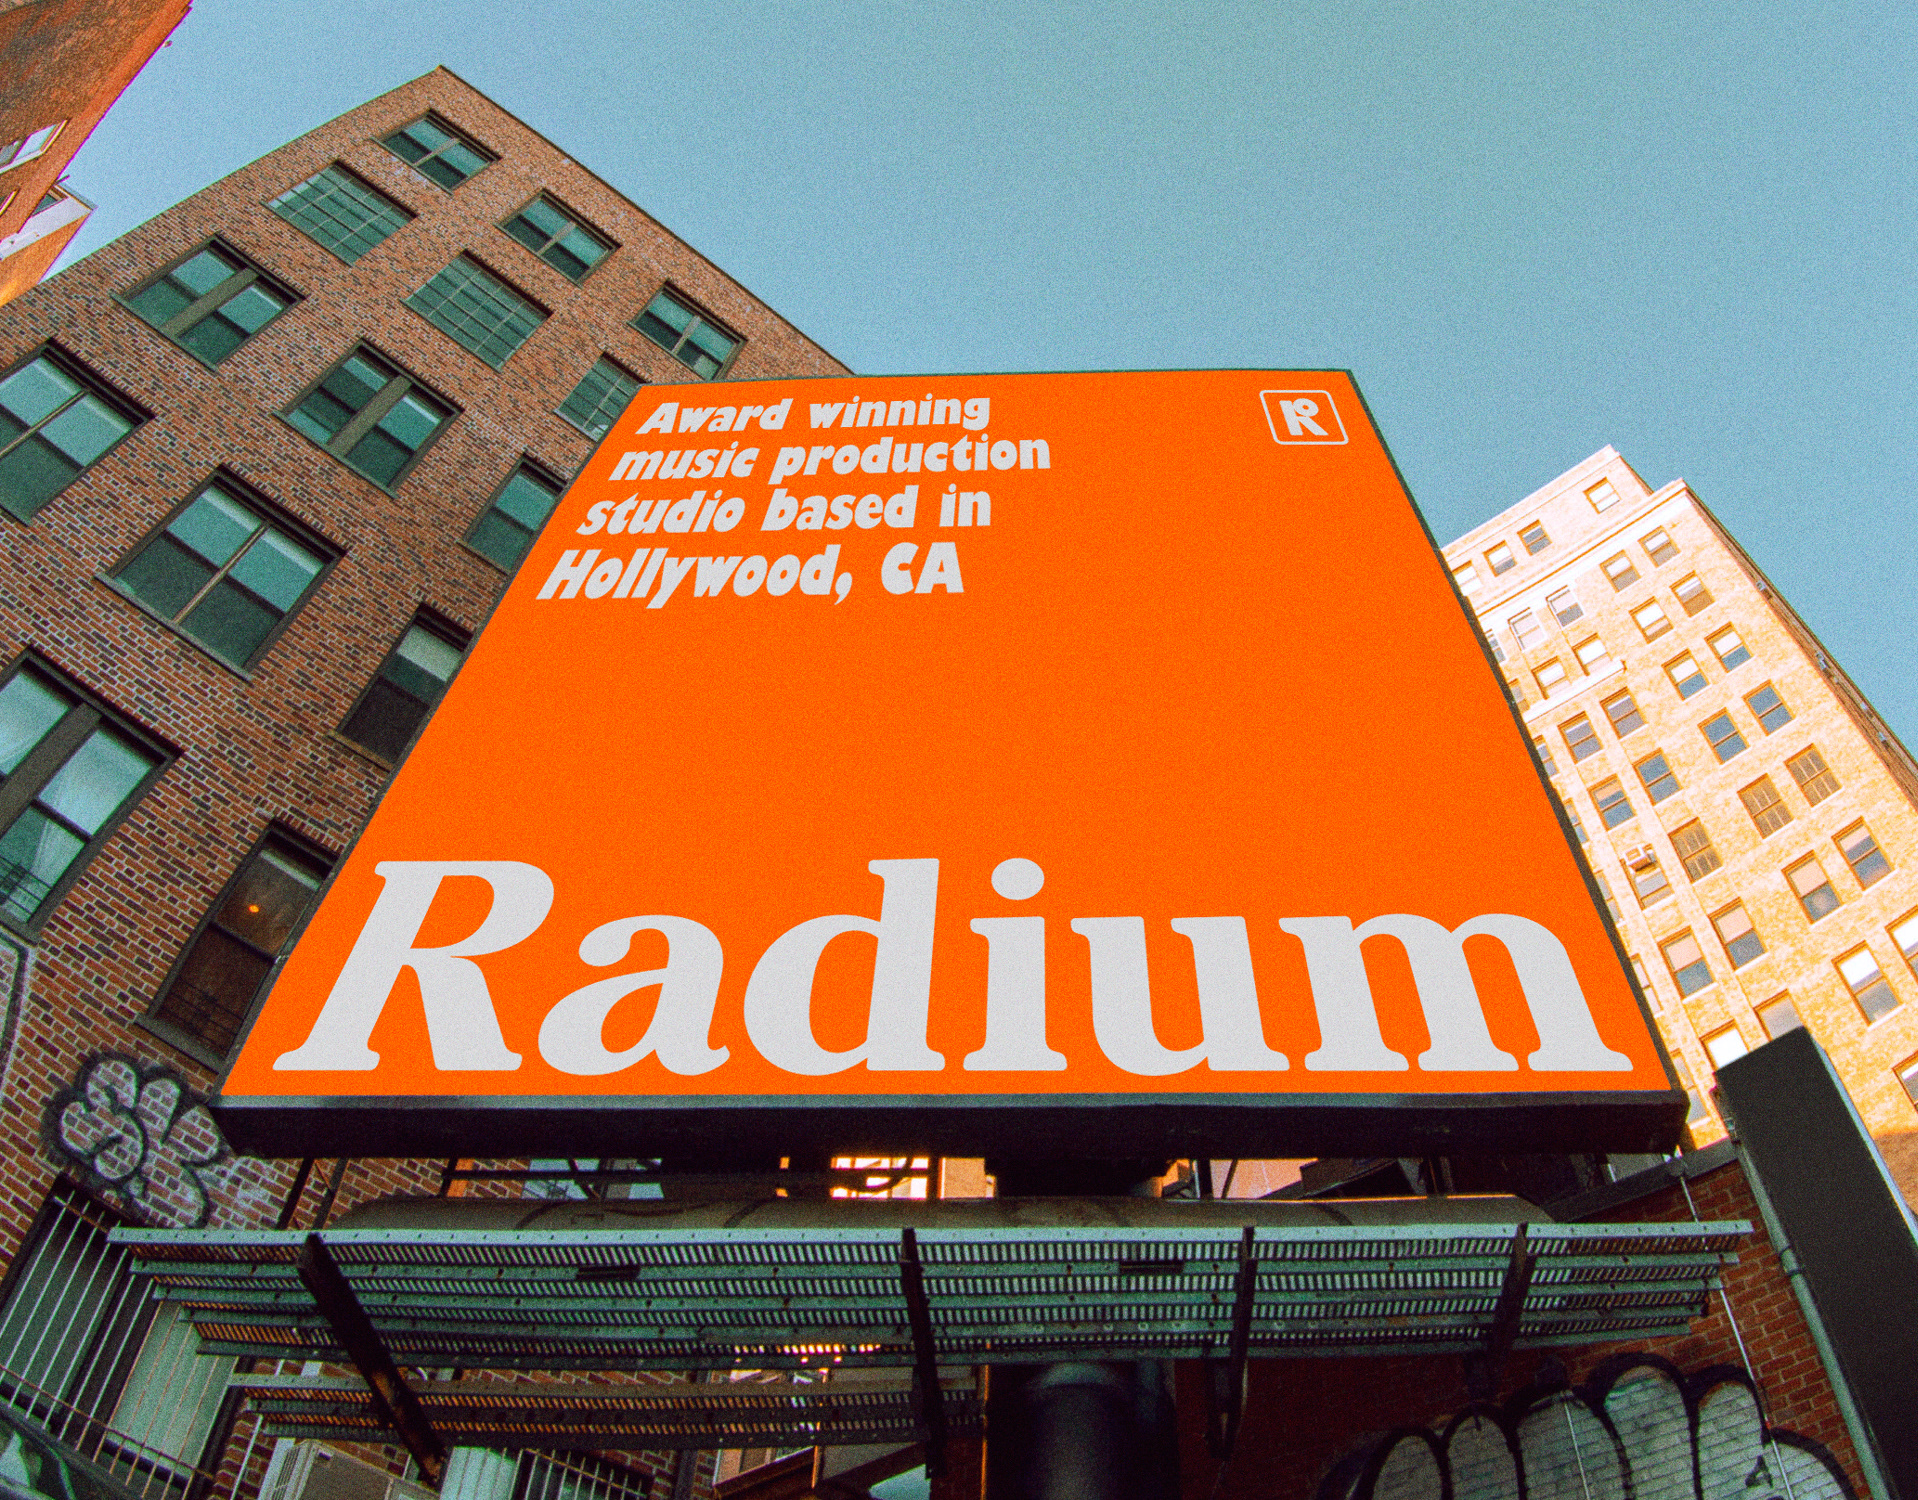 Award winning
music production
studio based in
Hollywood, CA
R
Radium